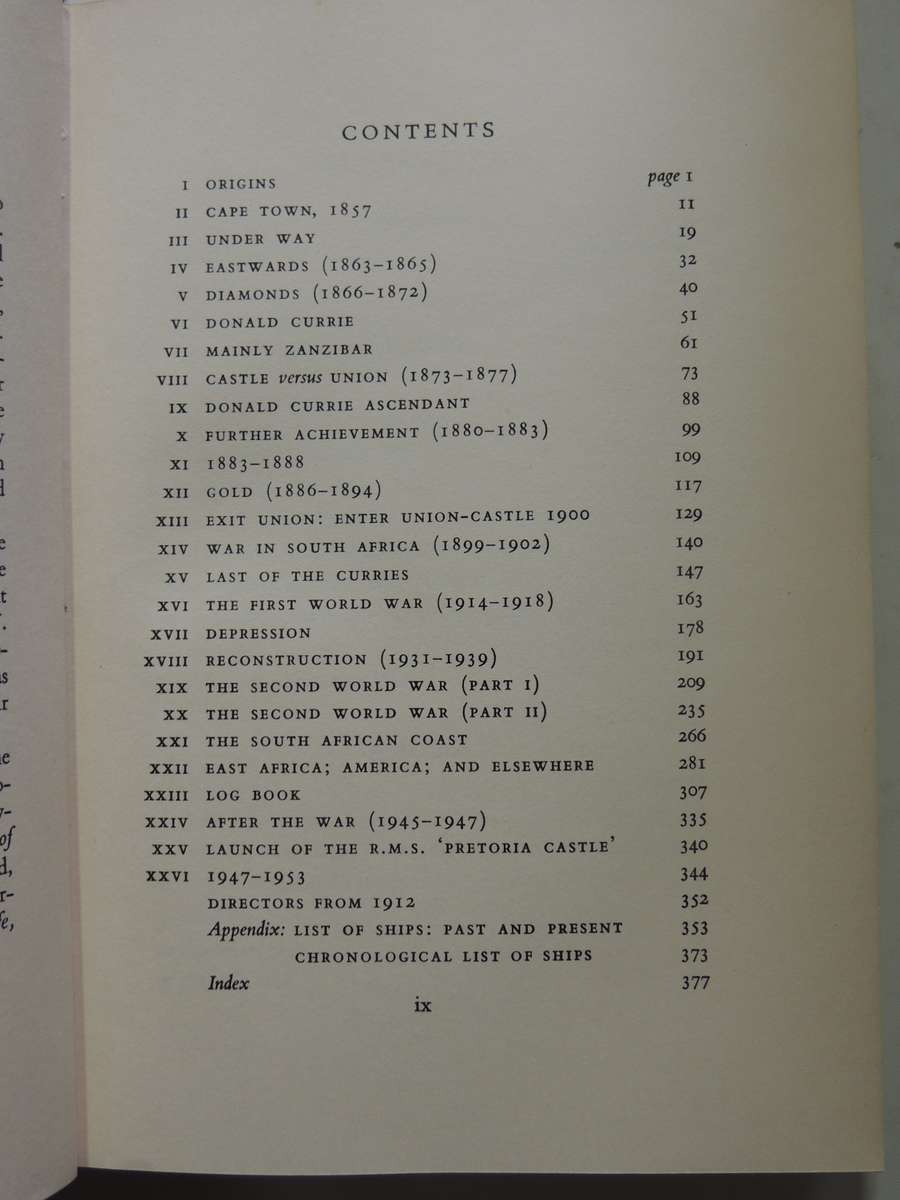 CONTENTS
I ORIGINS page 1
II CAPE TOWN, 1857 11
III UNDER WAY 19
IV EASTWARDS (1863–1865) 32
V DIAMONDS (1866–1872) 40
VI DONALD CURRIE 51
VII MAINLY ZANZIBAR 61
VIII CASTLE versus UNION (1873–1877) 73
IX DONALD CURRIE ASCENDANT 88
X FURTHER ACHIEVEMENT (1880–1883) 99
XI 1883–1888 109
XII GOLD (1886–1894) 117
XIII EXIT UNION: ENTER UNION-CASTLE 1900 129
XIV WAR IN SOUTH AFRICA (1899–1902) 140
XV LAST OF THE CURRIES 147
XVI THE FIRST WORLD WAR (1914–1918) 163
XVII DEPRESSION 178
XVIII RECONSTRUCTION (1931–1939) 191
XIX THE SECOND WORLD WAR (PART I) 209
XX THE SECOND WORLD WAR (PART II) 235
XXI THE SOUTH AFRICAN COAST 266
XXII EAST AFRICA; AMERICA; AND ELSEWHERE 281
XXIII LOG BOOK 307
XXIV AFTER THE WAR (1945–1947) 335
XXV LAUNCH OF THE R.M.S. ‘PRETORIA CASTLE’ 340
XXVI 1947–1953 344
DIRECTORS FROM 1912 352
Appendix: LIST OF SHIPS: PAST AND PRESENT 353
CHRONOLOGICAL LIST OF SHIPS 373
Index 377
ix